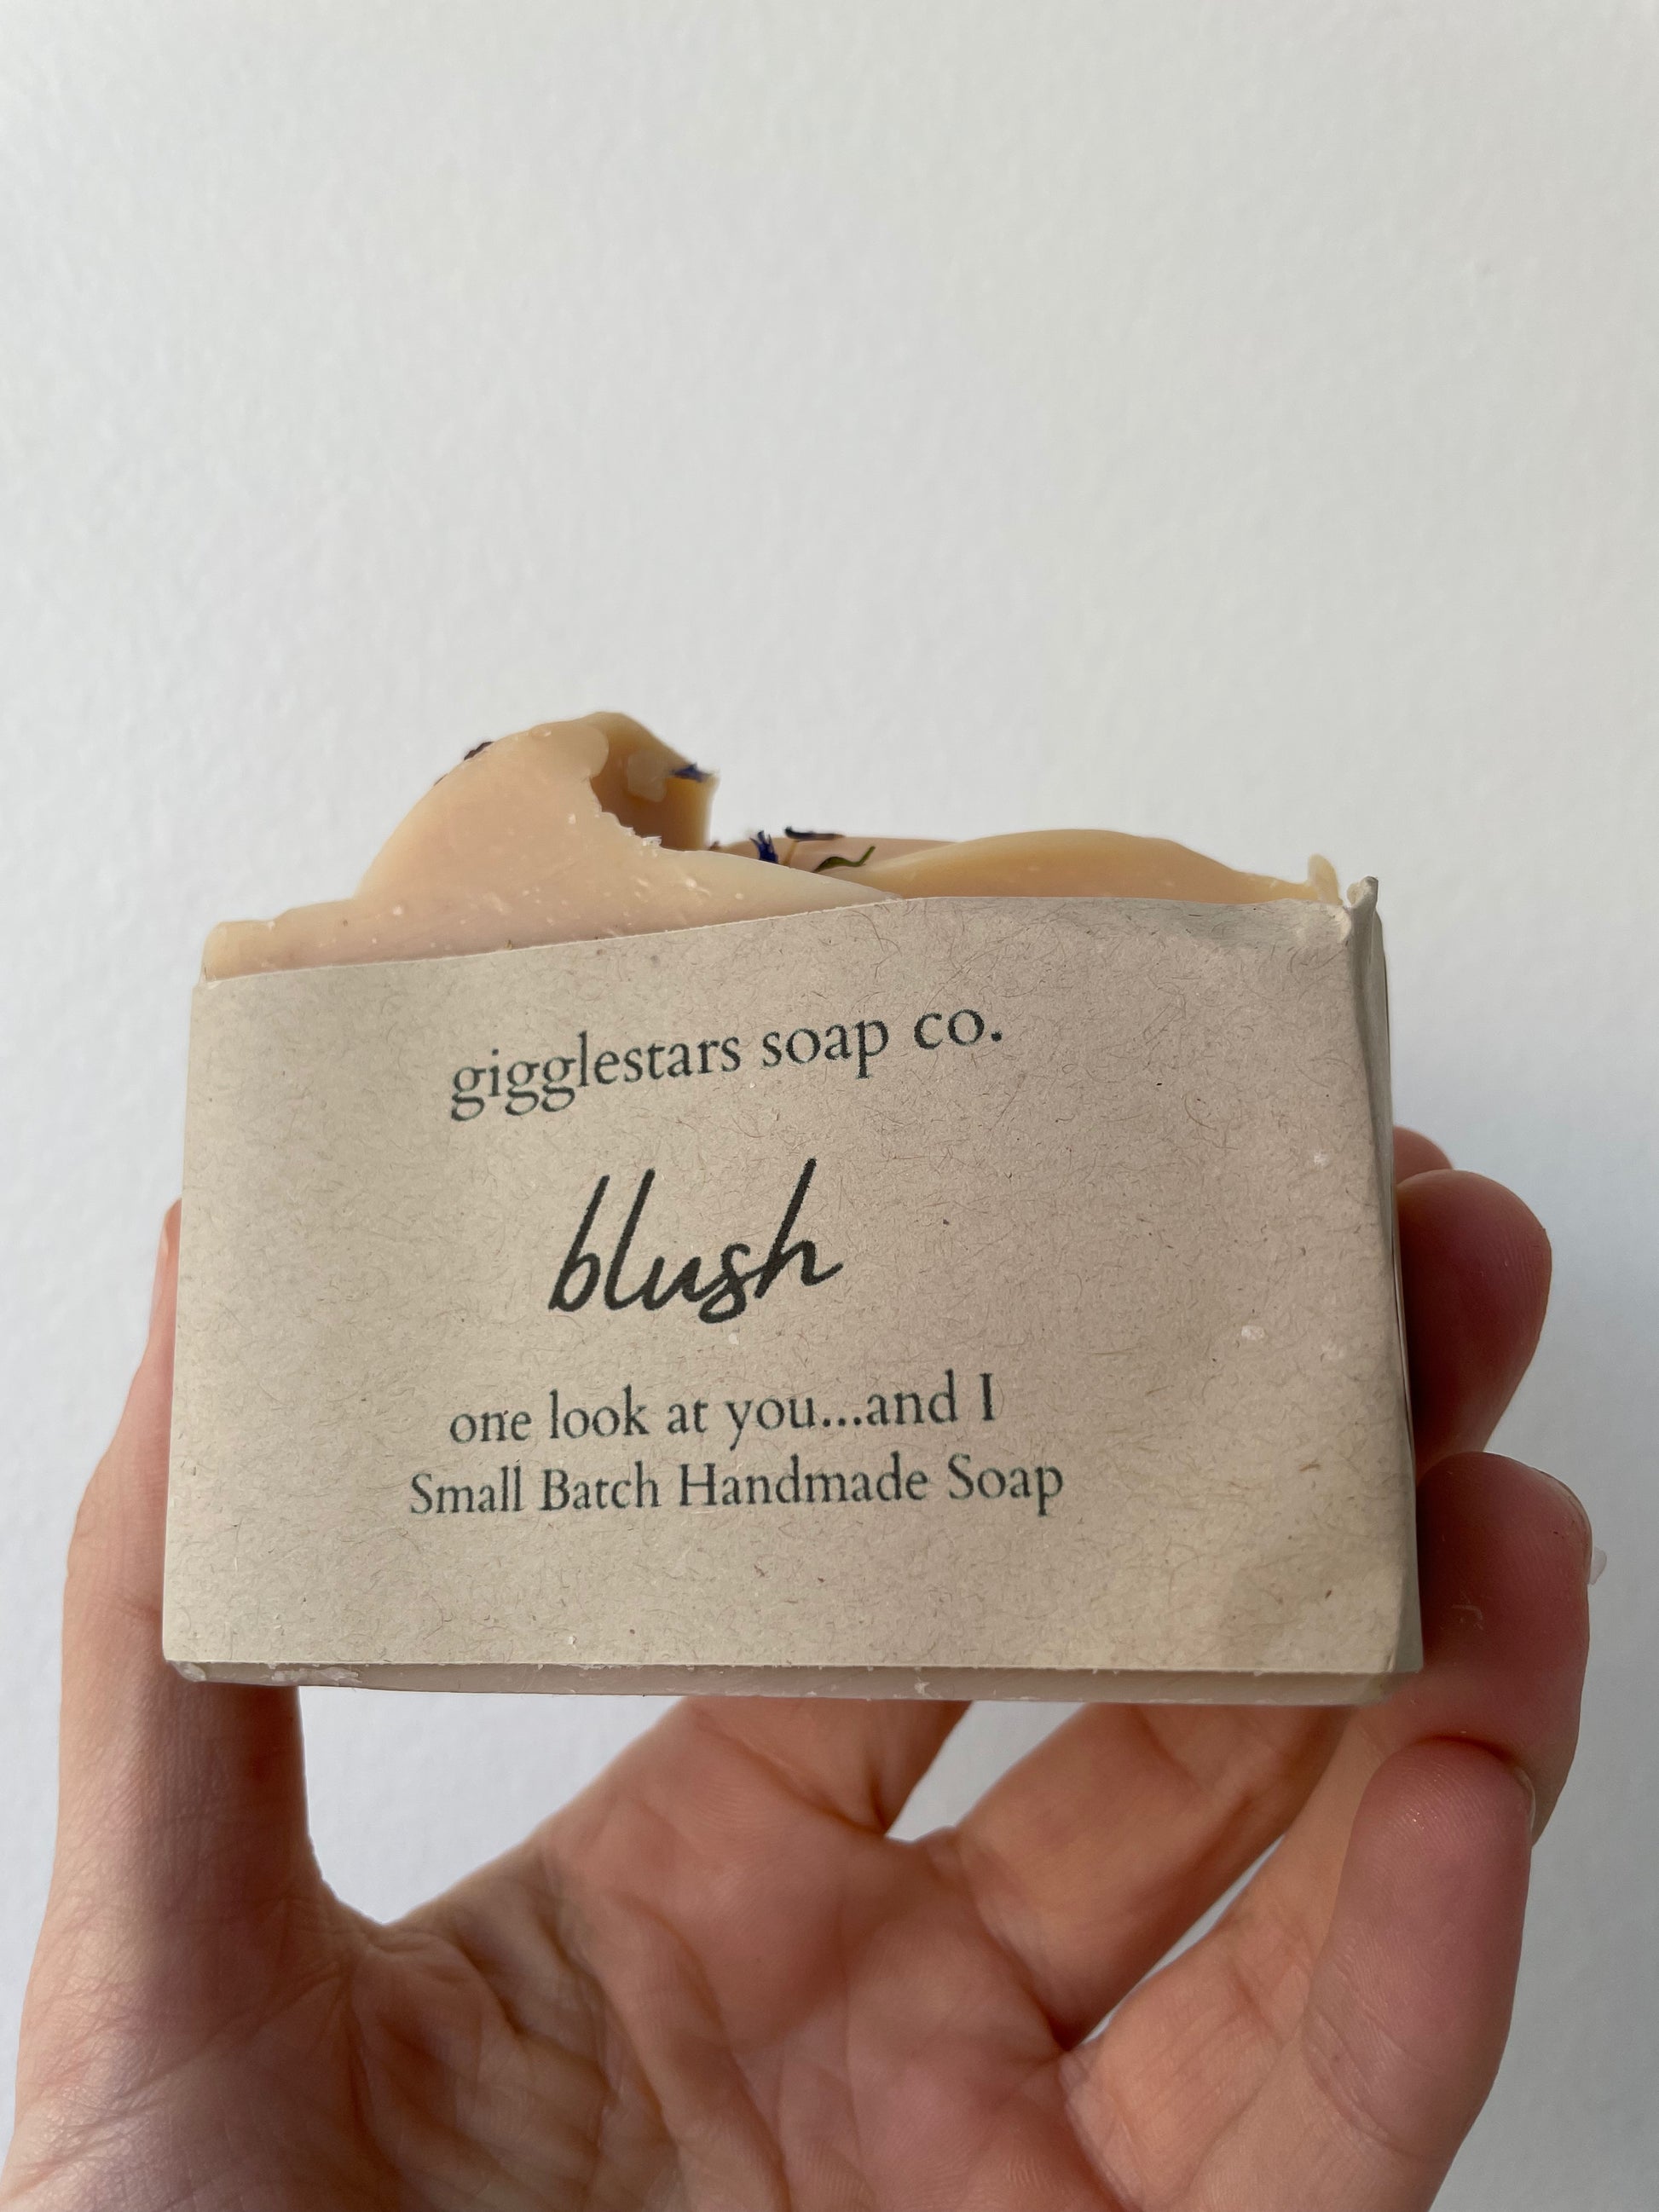 gigglestars soap co.
blush
one look at you...and I
Small Batch Handmade Soap